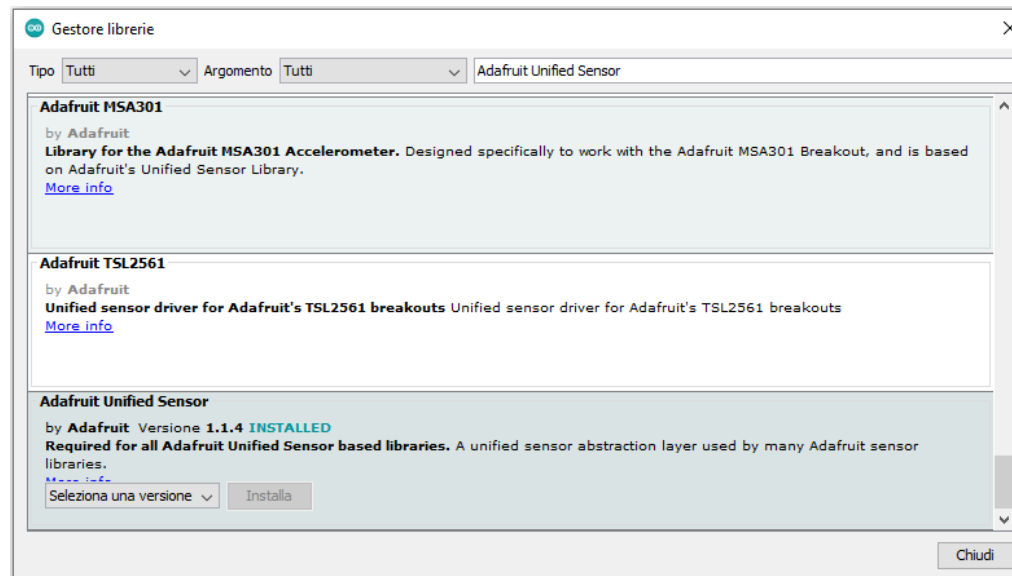 Gestore librerie
Tipo Tutti Argomento Tutti Adafruit Unified Sensor
Adafruit MSA301
by Adafruit
Library for the Adafruit MSA301 Accelerometer. Designed specifically to work with the Adafruit MSA301 Breakout, and is based
on Adafruit's Unified Sensor Library.
More info
Adafruit TSL2561
by Adafruit
Unified sensor driver for Adafruit's TSL2561 breakouts Unified sensor driver for Adafruit's TSL2561 breakouts
More info
Adafruit Unified Sensor
by Adafruit Versione 1.1.4 INSTALLED
Required for all Adafruit Unified Sensor based libraries. A unified sensor abstraction layer used by many Adafruit sensor
libraries.
More info
Seleziona una versione Installa
Chiudi